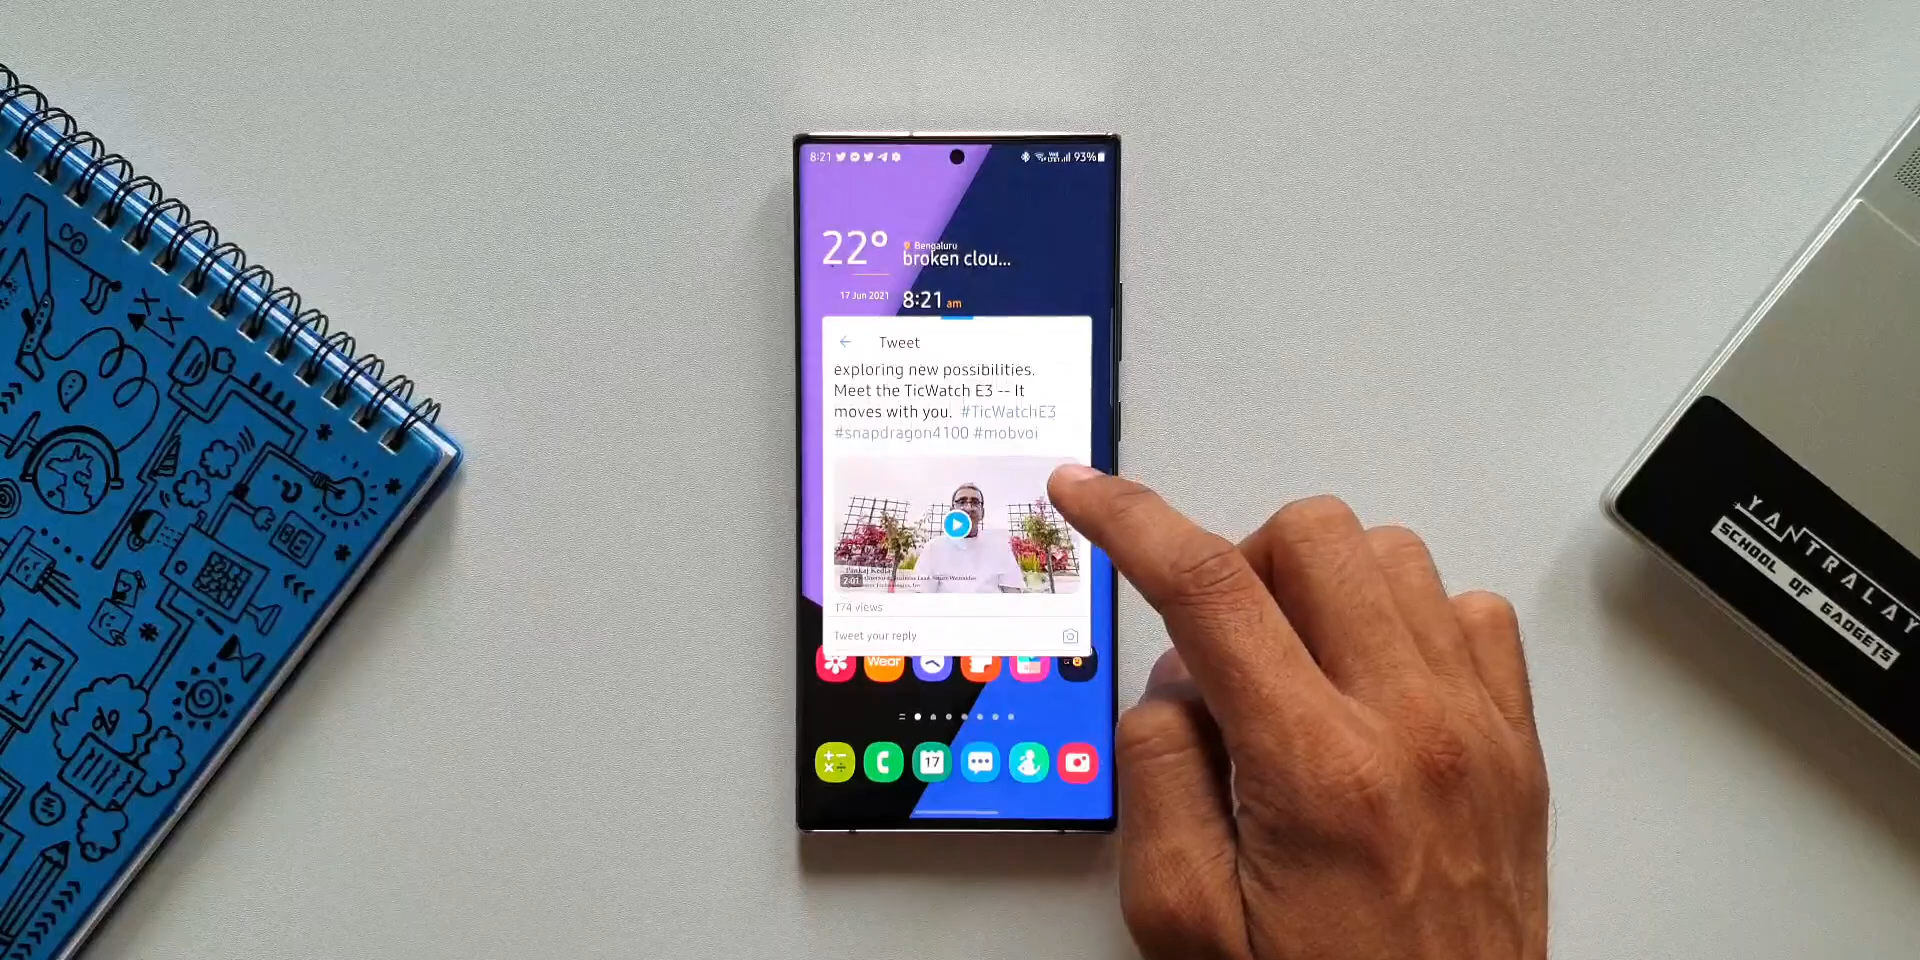 8:21
93%
22°
Bengaluru
broken clou...
17 Jun 2021
8:21 am
Tweet
exploring new possibilities.
Meet the TicWatch E3 -- It
moves with you. #TicWatchE3
#snapdragon4100 #mobvoi
Pankaj Kedia
2:01
174 views
Tweet your reply
Wear
17
YANTRALAY
SCHOOL OF GADGETS